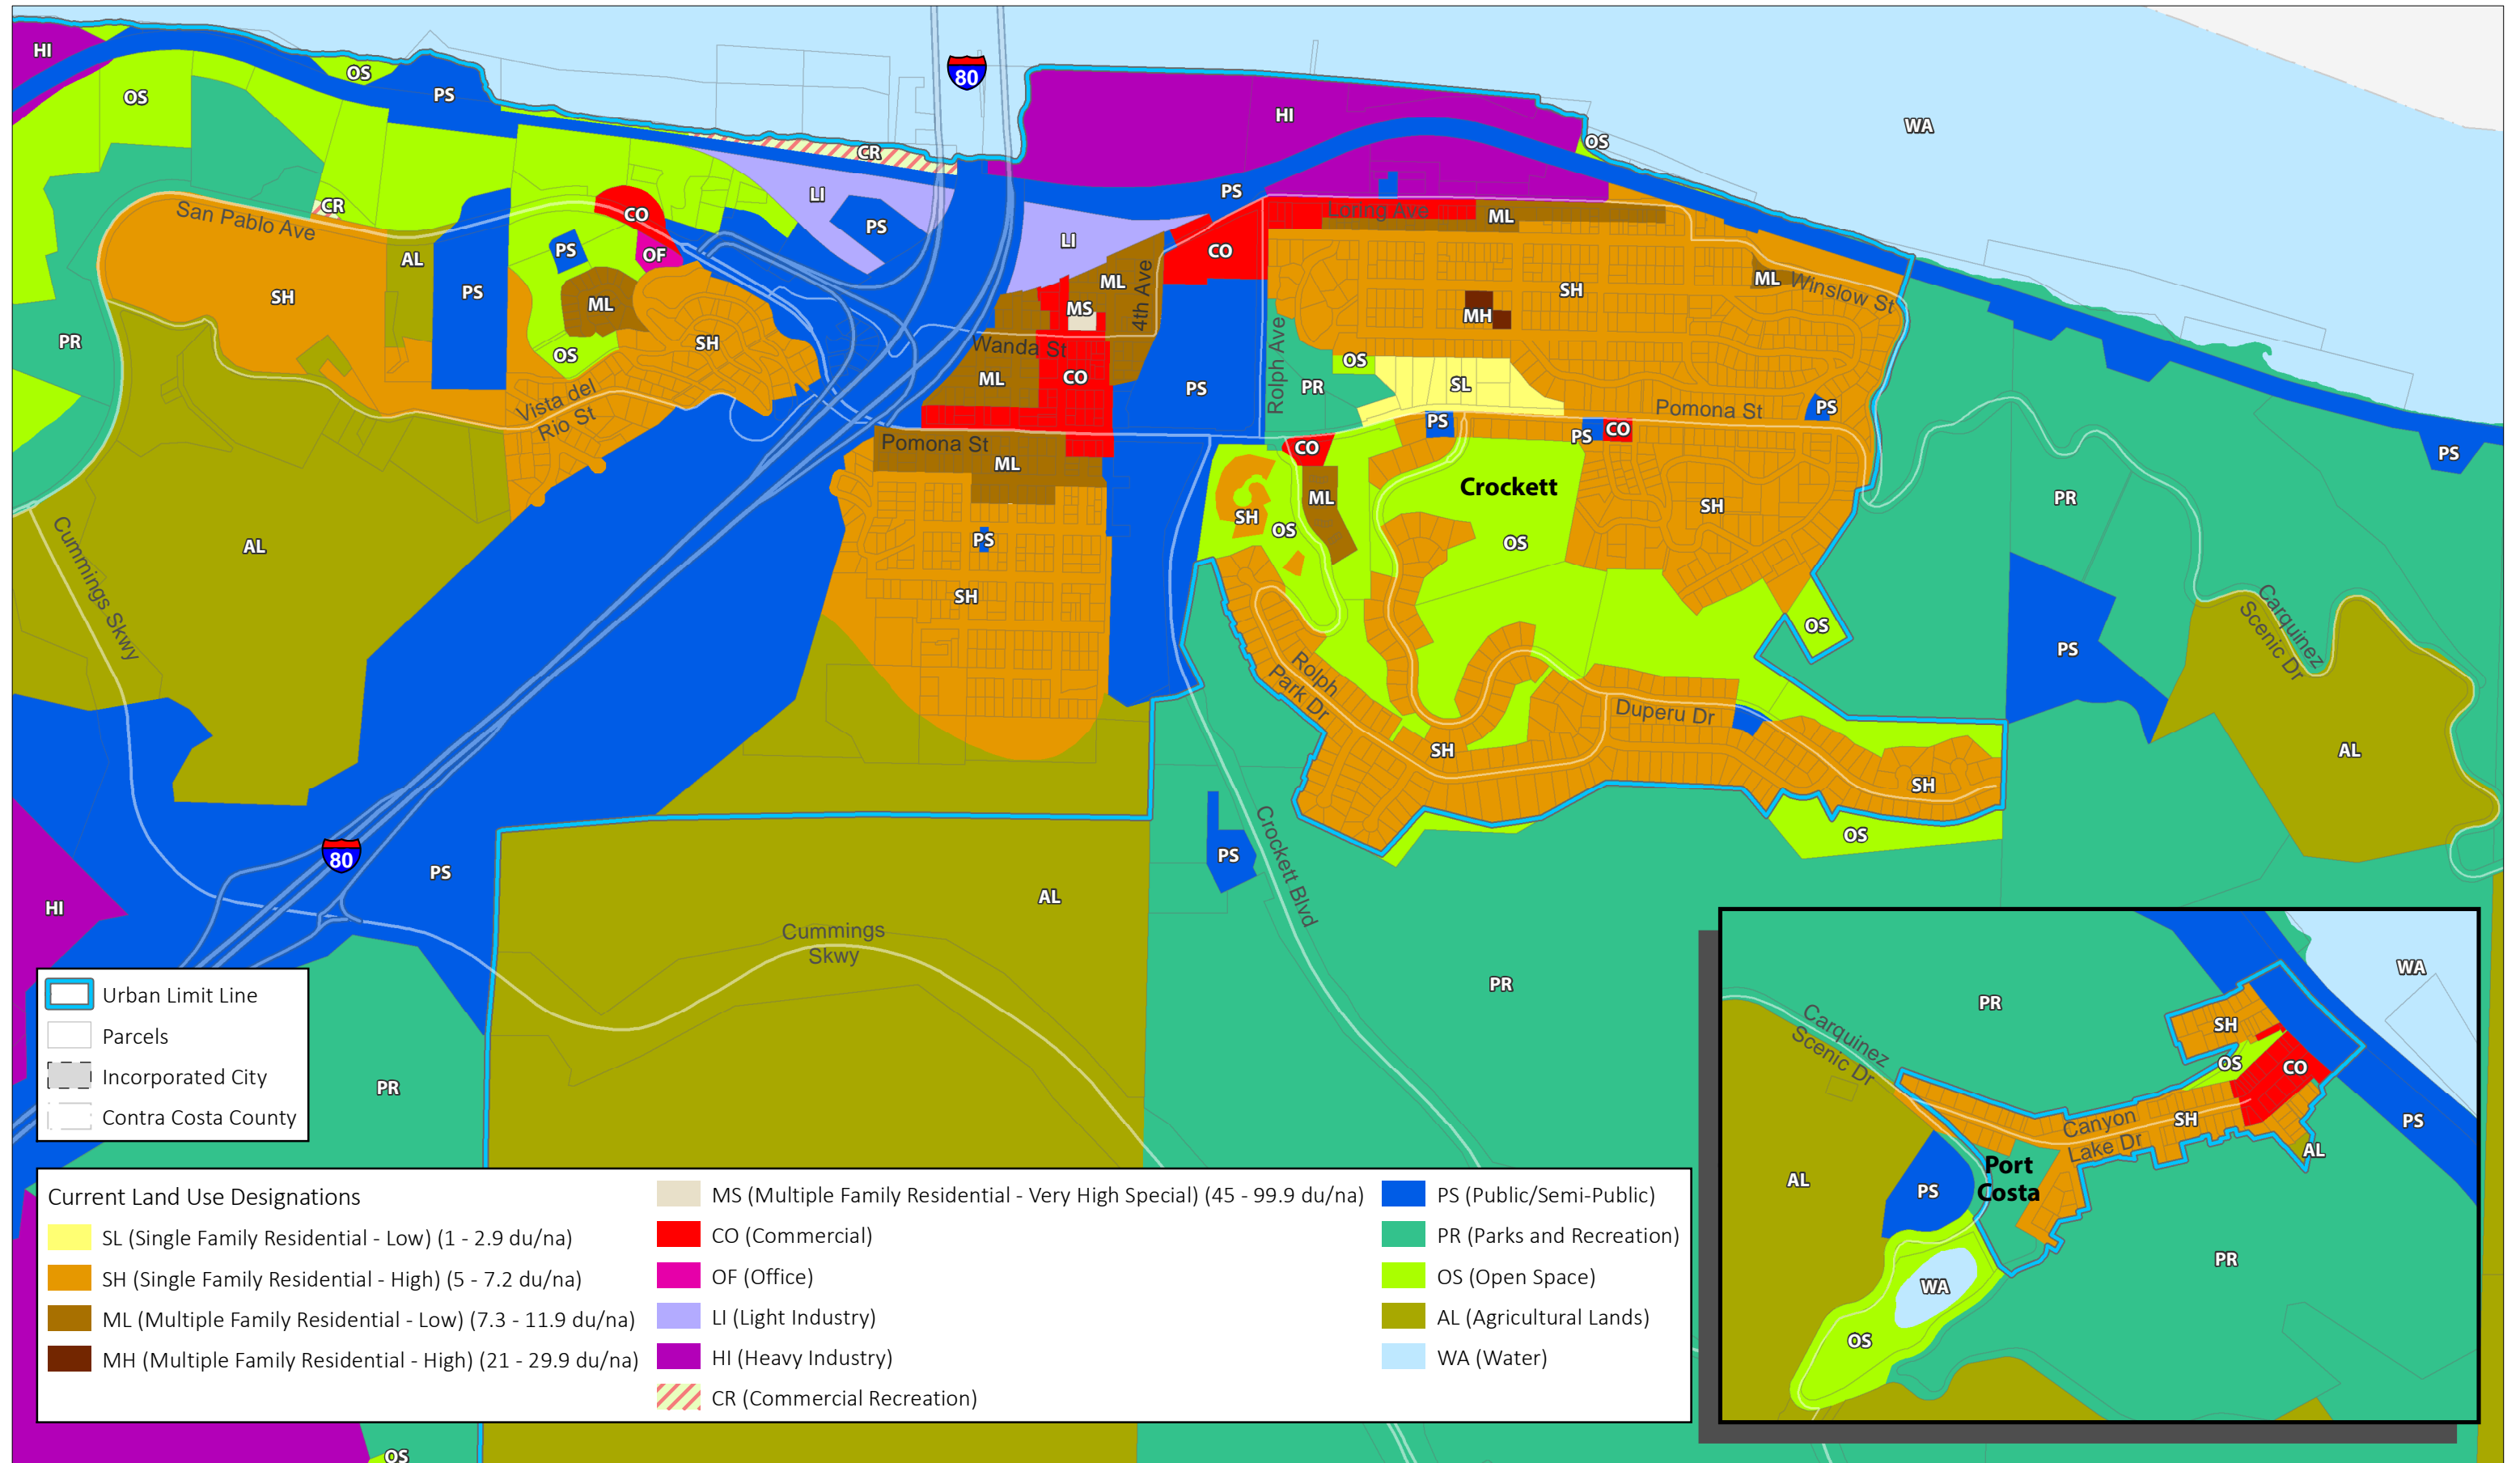 HI
OS
OS
PS
80
CR
HI
OS
WA
San Pablo Ave
CR
LI
PS
PS
CO
PS
OF
AL
LI
CO
Loring Ave
ML
SH
PS
ML
ML
4th Ave
MS
SH
ML
Winslow St
MH
PR
OS
SH
Wanda St
Rolph Ave
OS
ML
CO
PS
PR
SL
Vista del
Rio St
Pomona St
PS
PS
PS
CO
Pomona St
ML
CO
PS
Crockett
ML
SH
PR
SH
OS
OS
Cummings Skwy
AL
PS
SH
OS
Carquinez
Scenic Dr
PS
Rolph
Park Dr
Duperu Dr
SH
AL
SH
OS
Crockett Blvd
PS
80
PS
HI
AL
Cummings
Skwy
PR
PR
OS
Urban Limit Line
Parcels
Incorporated City
Contra Costa County
Current Land Use Designations
SL (Single Family Residential - Low) (1 - 2.9 du/na)
SH (Single Family Residential - High) (5 - 7.2 du/na)
ML (Multiple Family Residential - Low) (7.3 - 11.9 du/na)
MH (Multiple Family Residential - High) (21 - 29.9 du/na)
MS (Multiple Family Residential - Very High Special) (45 - 99.9 du/na)
CO (Commercial)
OF (Office)
LI (Light Industry)
HI (Heavy Industry)
CR (Commercial Recreation)
PS (Public/Semi-Public)
PR (Parks and Recreation)
OS (Open Space)
AL (Agricultural Lands)
WA (Water)
WA
PR
Carquinez
Scenic Dr
SH
OS
CO
Canyon
Lake Dr
SH
PS
AL
AL
Port
Costa
PS
PR
WA
OS